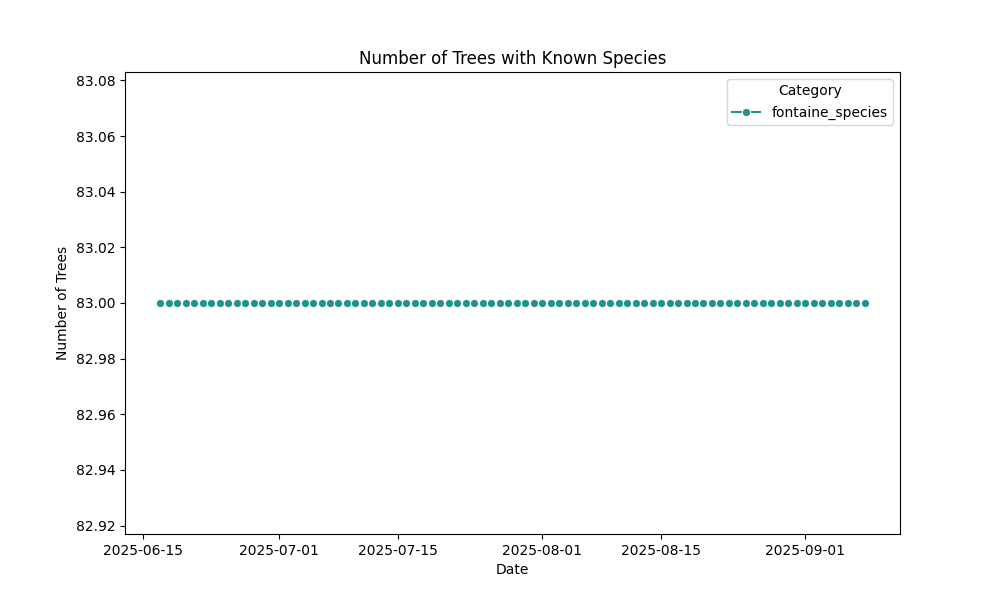 Number of Trees with Known Species
Category
fontaine_species
Number of Trees
83.08
83.06
83.04
83.02
83.00
82.98
82.96
82.94
82.92
2025-06-15 2025-07-01 2025-07-15 2025-08-01 2025-08-15 2025-09-01
Date